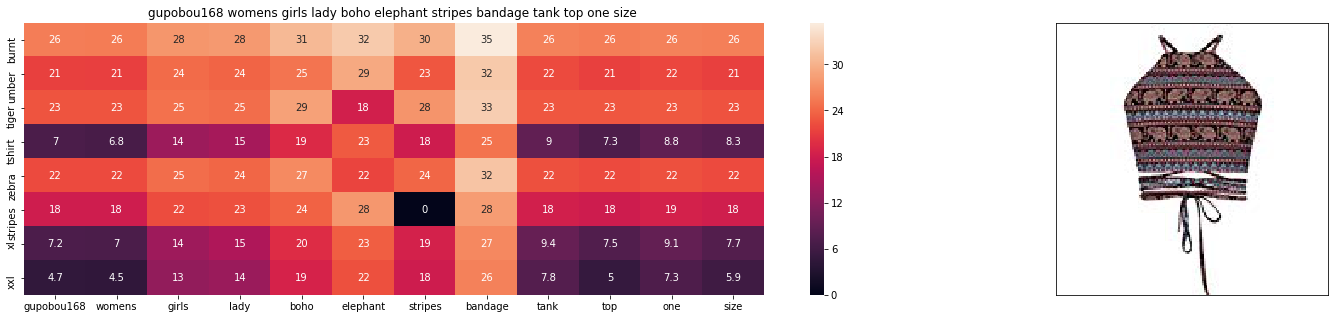 gupobou168 womens girls lady boho elephant stripes bandage tank top one size
burnt 26 26 28 28 31 32 30 35 26 26 26 26
umber 21 21 24 24 25 29 23 32 22 21 22 21
tiger 23 23 25 25 29 18 28 33 23 23 23 23
tshirt 7 6.8 14 15 19 23 18 25 9 7.3 8.8 8.3
zebra 22 22 25 24 27 22 24 32 22 22 22 22
stripes 18 18 22 23 24 28 0 28 18 18 19 18
xl 7.2 7 14 15 20 23 19 27 9.4 7.5 9.1 7.7
xxl 4.7 4.5 13 14 19 22 18 26 7.8 5 7.3 5.9
gupobou168 womens girls lady boho elephant stripes bandage tank top one size
30
24
18
12
6
0